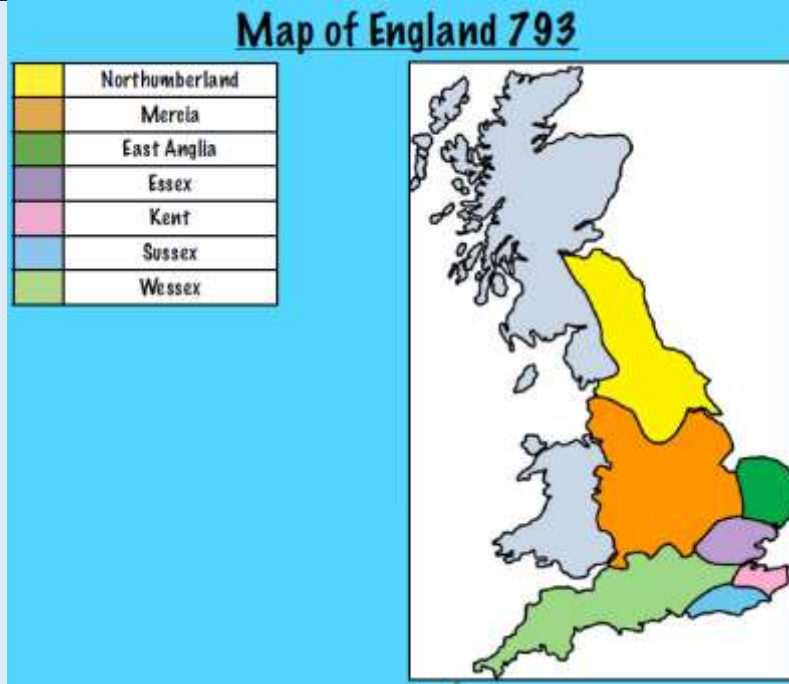 Map of England 793
Northumberland
Mercia
East Anglia
Essex
Kent
Sussex
Wessex